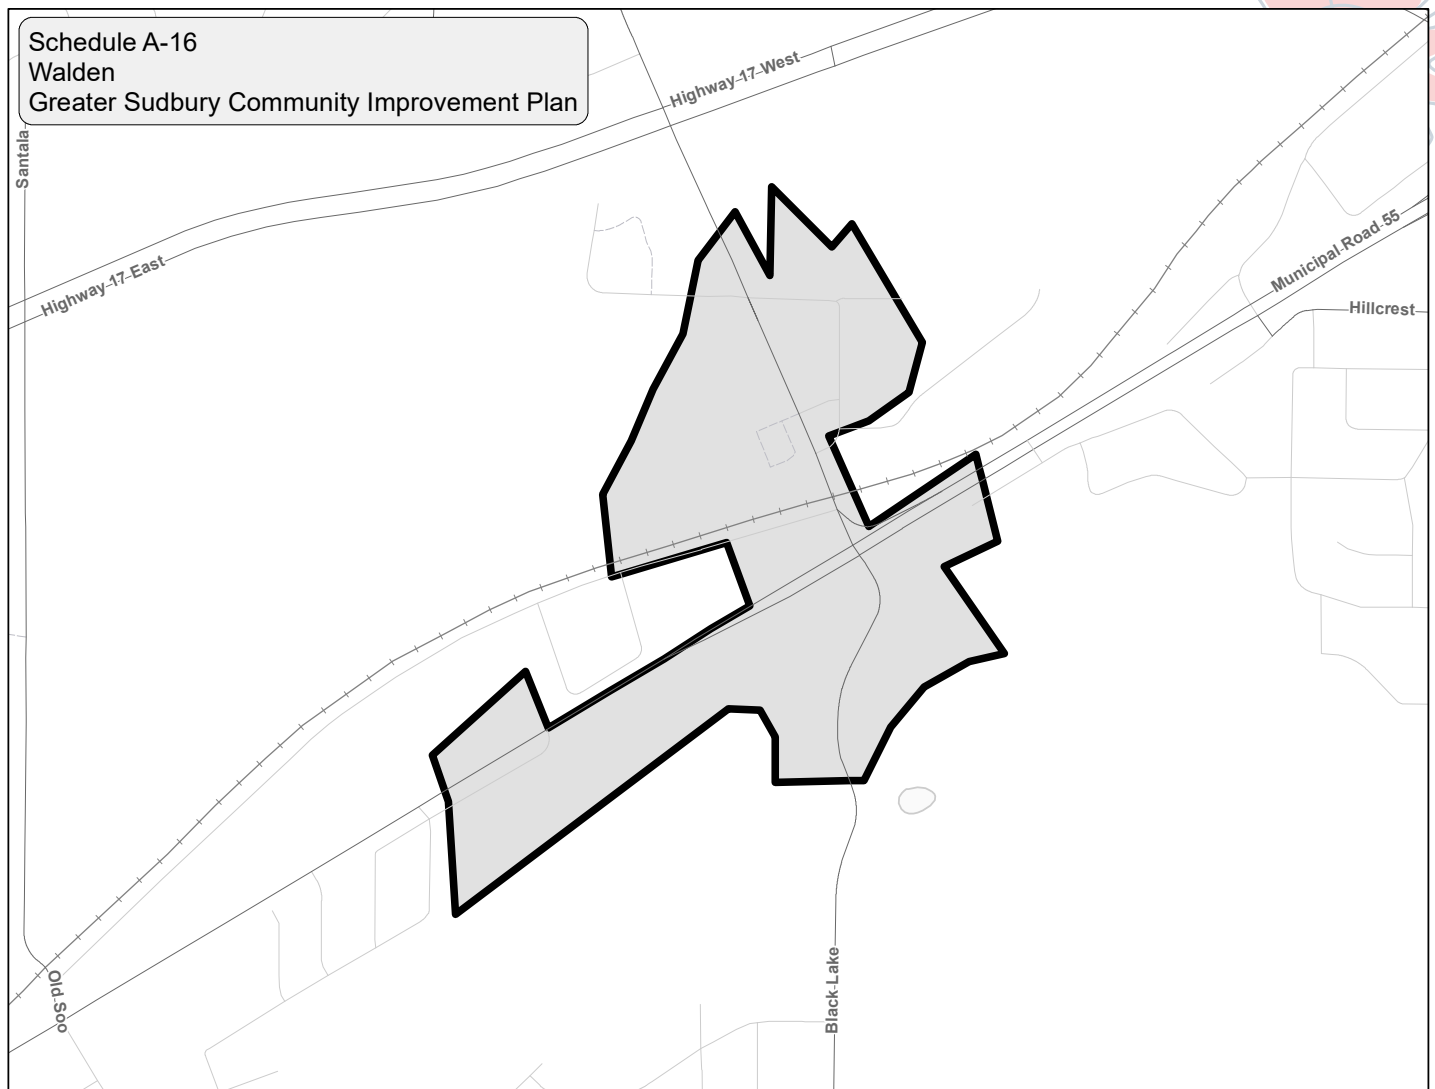 Schedule A-16
Walden
Greater Sudbury Community Improvement Plan
Highway 17 West
Santala
Municipal Road 55
Highway 17 East
Hillcrest
Black Lake
Old Soo